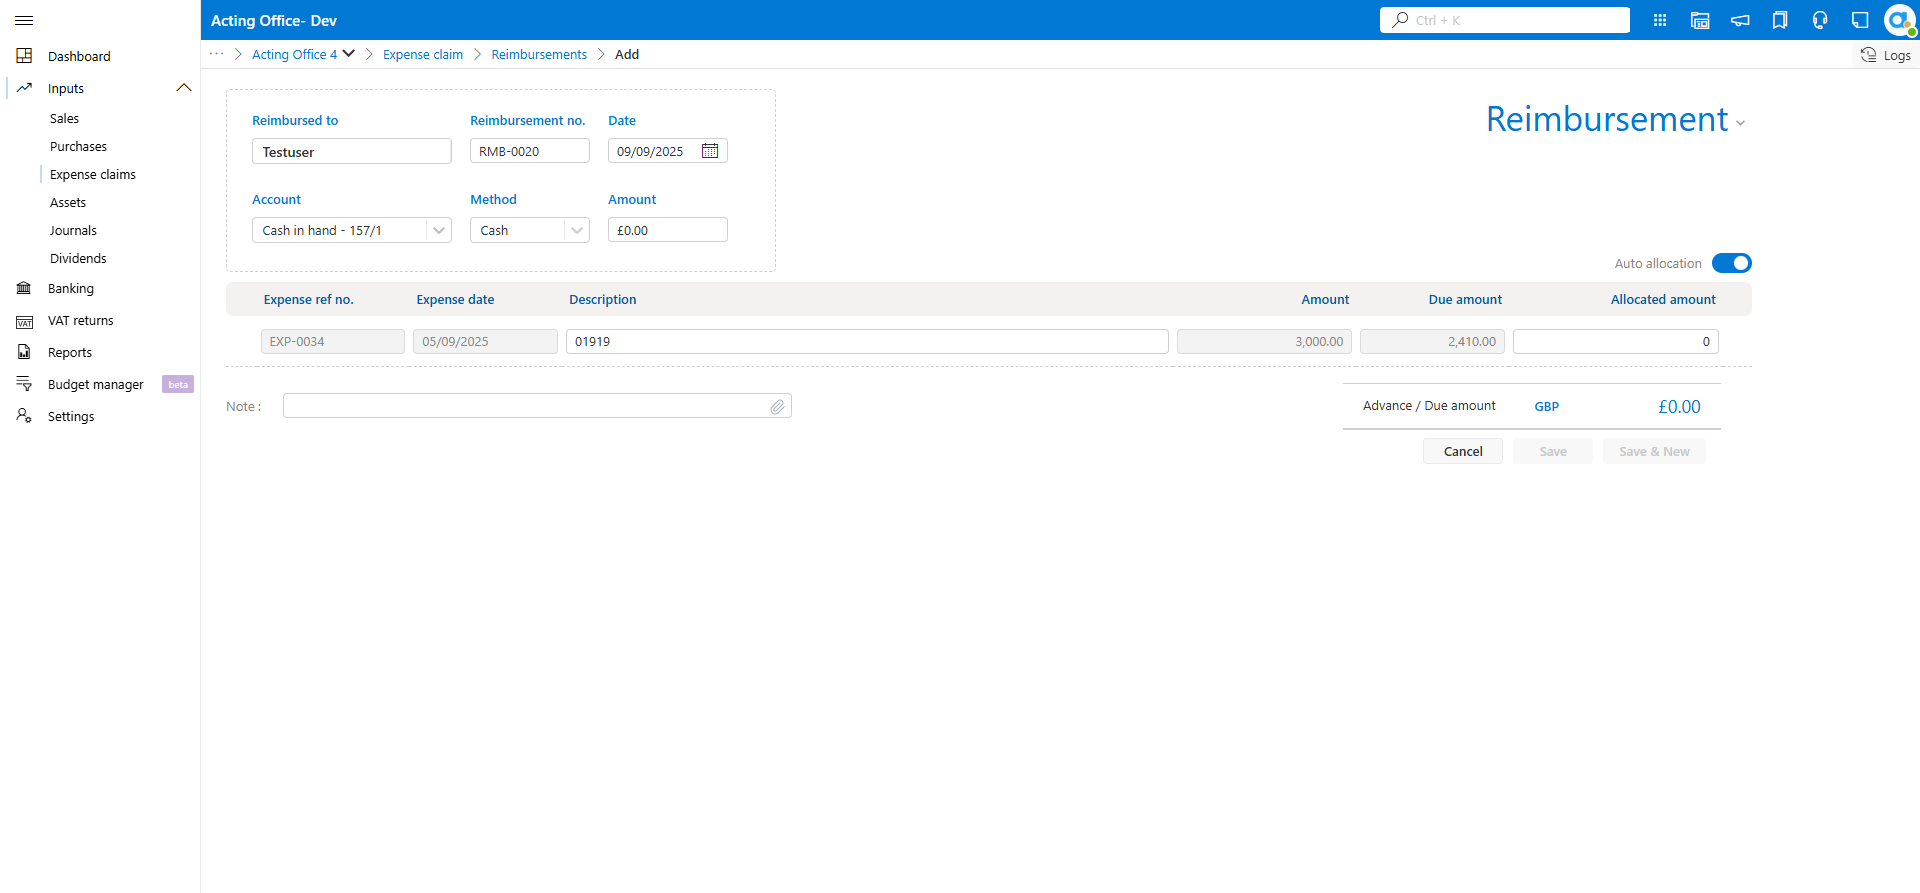 Acting Office- Dev
Ctrl + K
Dashboard
Inputs
Sales
Purchases
Expense claims
Assets
Journals
Dividends
Banking
VAT
VAT returns
Reports
Budget manager beta
Settings
··· Acting Office 4 Expense claim Reimbursements Add
Logs
Reimbursement
Reimbursed to Reimbursement no. Date
Testuser RMB-0020 09/09/2025
Account Method Amount
Cash in hand - 157/1 Cash £0.00
Auto allocation
Expense ref no. Expense date Description Amount Due amount Allocated amount
EXP-0034 05/09/2025 01919 3,000.00 2,410.00 0
Note :
Advance / Due amount GBP £0.00
Cancel Save Save & New